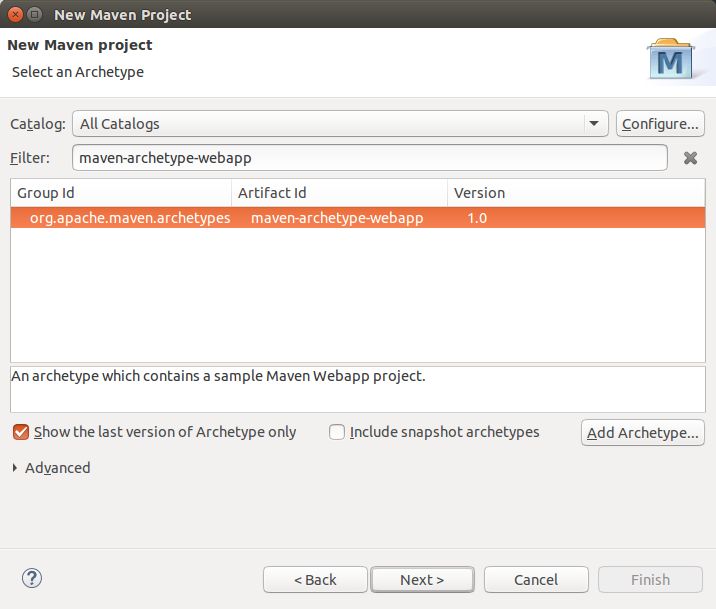 New Maven Project
New Maven project
Select an Archetype
M
Catalog: All Catalogs Configure...
Filter: maven-archetype-webapp
Group Id Artifact Id Version
org.apache.maven.archetypes maven-archetype-webapp 1.0
An archetype which contains a sample Maven Webapp project.
Show the last version of Archetype only Include snapshot archetypes Add Archetype...
Advanced
? < Back Next > Cancel Finish